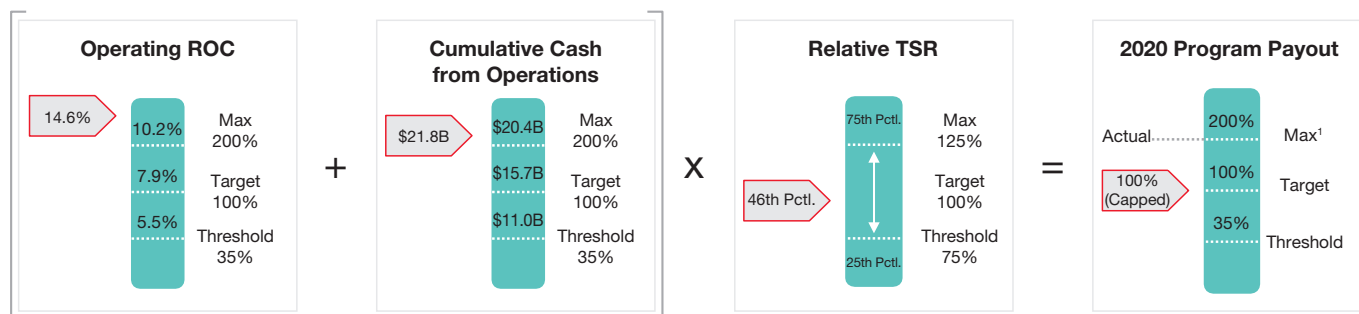 Operating ROC
14.6%
10.2%
Max
200%
7.9%
Target
100%
5.5%
Threshold
35%
+
Cumulative Cash
from Operations
$21.8B
$20.4B
Max
200%
$15.7B
Target
100%
$11.0B
Threshold
35%
X
Relative TSR
46th Pctl.
75th Pctl.
Max
125%
Target
100%
25th Pctl.
Threshold
75%
=
2020 Program Payout
Actual
200%
Max¹
100%
(Capped)
100%
Target
35%
Threshold